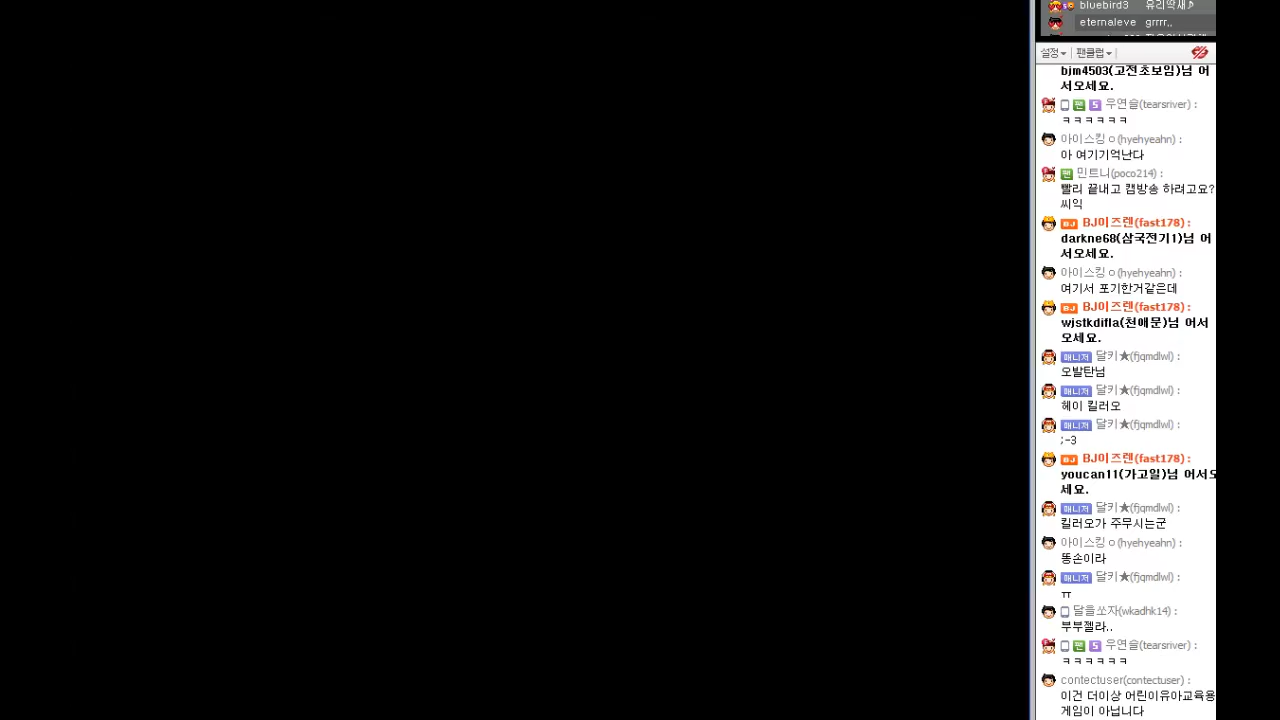 bluebird3 유리딱새♪
eternaleve grrrr,,
설정 팬클럽
bjm4503(고전초보임)님 어
서오세요.
팬 S 우연슬(tearsriver) :
ㅋㅋㅋㅋㅋㅋ
아이스킹ㅇ(hyehyeahn) :
아 여기기억난다
팬 민트니(poco214) :
빨리 끝내고 캠방송 하려고요?
씨익
BJ BJ이즈렌(fast178) :
darkne68(삼국전기1)님 어
서오세요.
아이스킹ㅇ(hyehyeahn) :
여기서 포기한거같은데
BJ BJ이즈렌(fast178) :
wjstkdifla(천애문)님 어서
오세요.
매니저 달키★(fjqmdlwl) :
오발탄님
매니저 달키★(fjqmdlwl) :
헤이 킬러오
매니저 달키★(fjqmdlwl) :
;-3
BJ BJ이즈렌(fast178) :
youcan11(가고일)님 어서오
세요.
매니저 달키★(fjqmdlwl) :
킬러오가 주무시는군
아이스킹ㅇ(hyehyeahn) :
똥손이라
매니저 달키★(fjqmdlwl) :
ㅠ
달을쏘자(wkadhk14) :
부부젤라..
팬 S 우연슬(tearsriver) :
ㅋㅋㅋㅋㅋㅋ
contectuser(contectuser) :
이건 더이상 어린이유아교육용
게임이 아닙니다